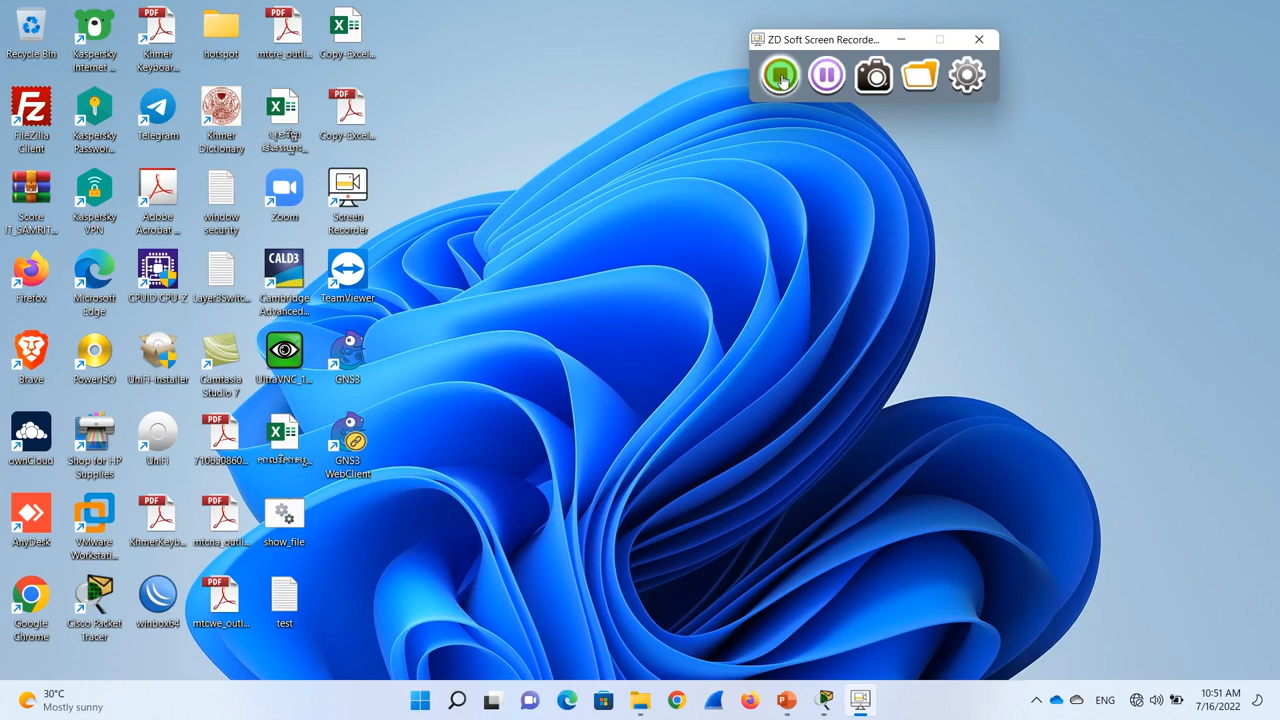 ZD Soft Screen Recorde...
Recycle Bin
Kaspersky
Internet ...
Khmer
Keyboar...
hotspot
mtcre_outli...
Copy-Excel...
FileZilla
Client
Kaspersky
Passwor...
Telegram
Khmer
Dictionary
Copy-Excel...
Score
IT_SAMRIT...
Kaspersky
VPN
Adobe
Acrobat ...
window
security
Zoom
Screen
Recorder
Firefox
Microsoft
Edge
CPUID CPU-Z
Layer3Switc...
CALD3
Cambridge
Advanced...
TeamViewer
Brave
PowerISO
UniFi-installer
Camtasia
Studio 7
UltraVNC_1...
GNS3
ownCloud
Shop for HP
Supplies
UniFi
710650860...
GNS3
WebClient
AnyDesk
VMware
Workstati...
KhmerKeyb...
mtcna_outli...
show_file
Google
Chrome
Cisco Packet
Tracer
winbox64
mtcwe_outl...
test
30°C
Mostly sunny
ENG
10:51 AM
7/16/2022